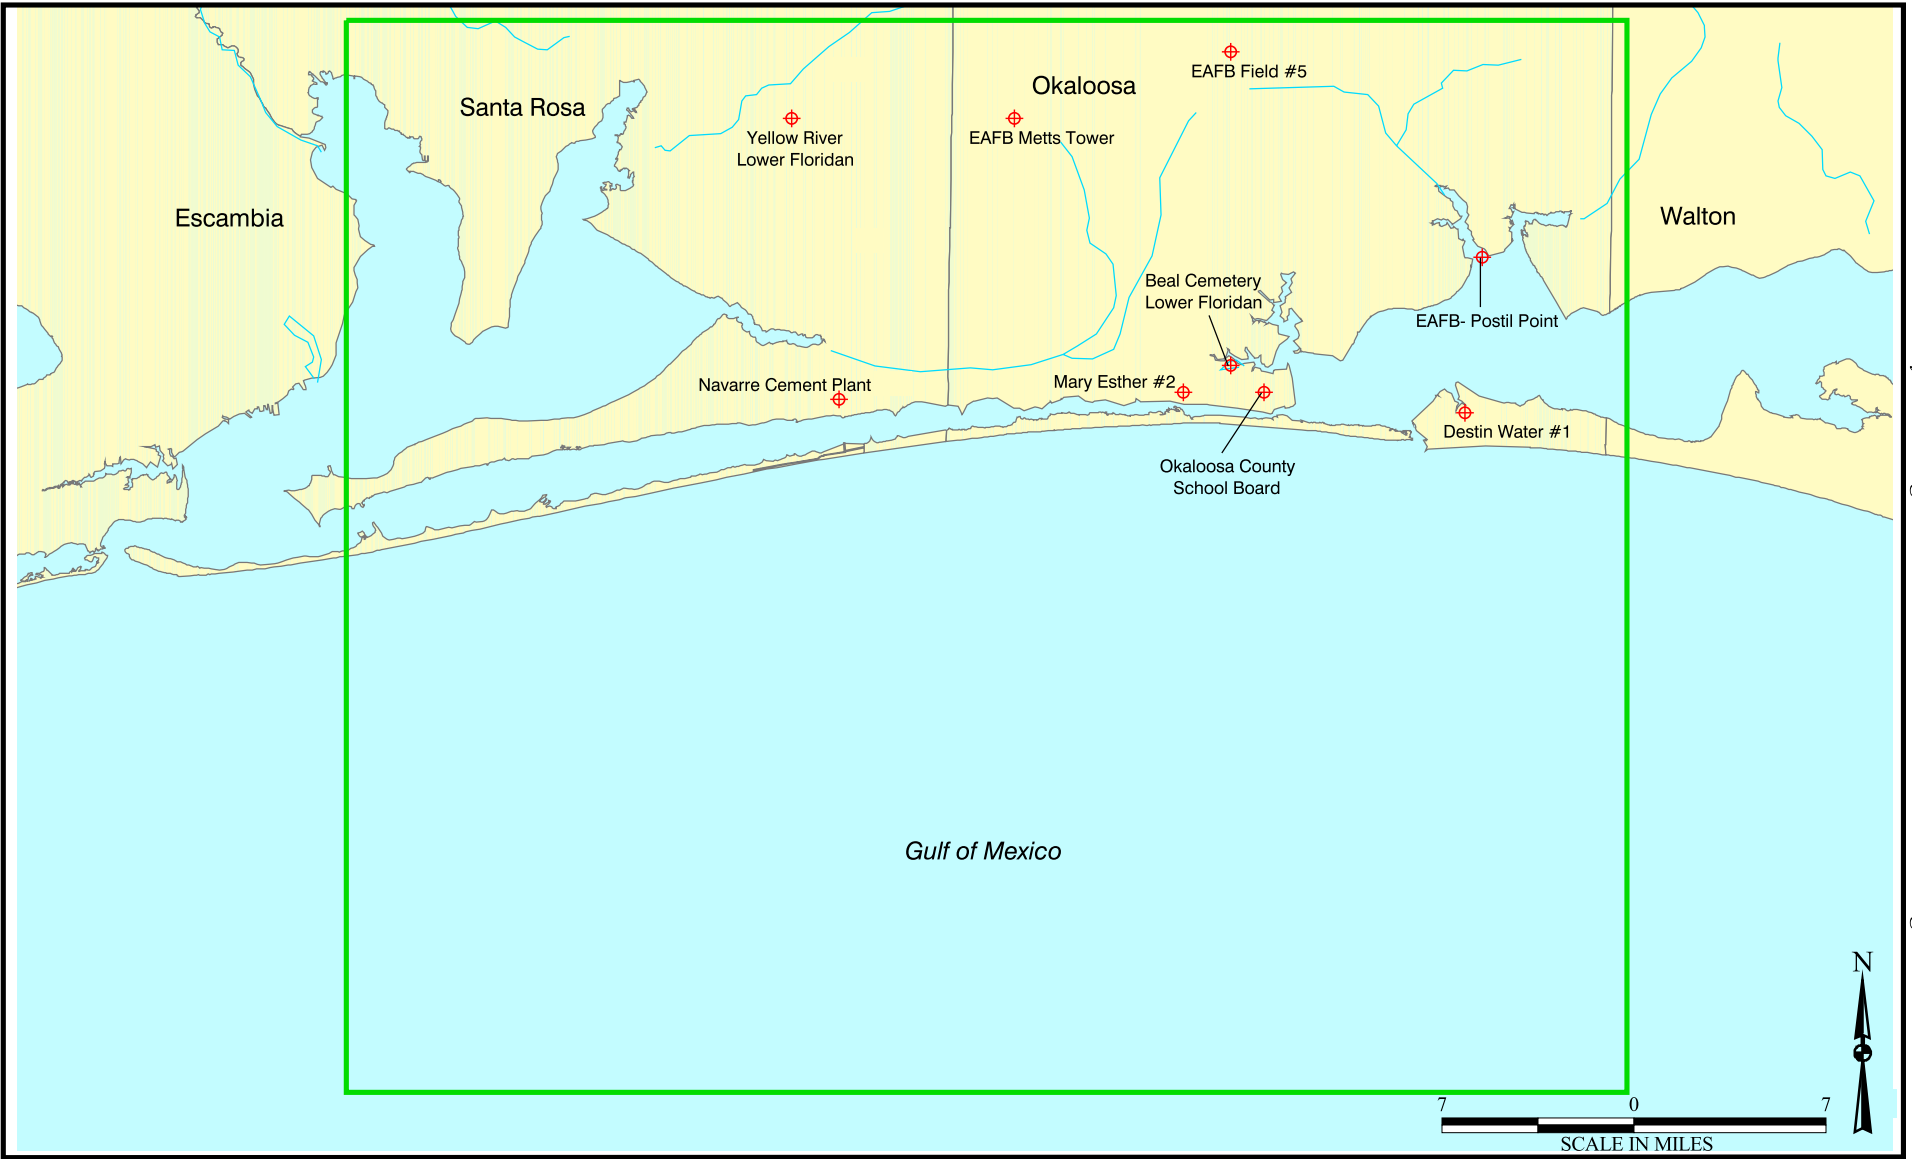 EAFB Field #5
Okaloosa
Santa Rosa
Yellow River
Lower Floridan
EAFB Metts Tower
Escambia
Walton
Beal Cemetery
Lower Floridan
EAFB- Postil Point
Navarre Cement Plant
Mary Esther #2
Destin Water #1
Okaloosa County
School Board
Gulf of Mexico
N
7 0 7
SCALE IN MILES